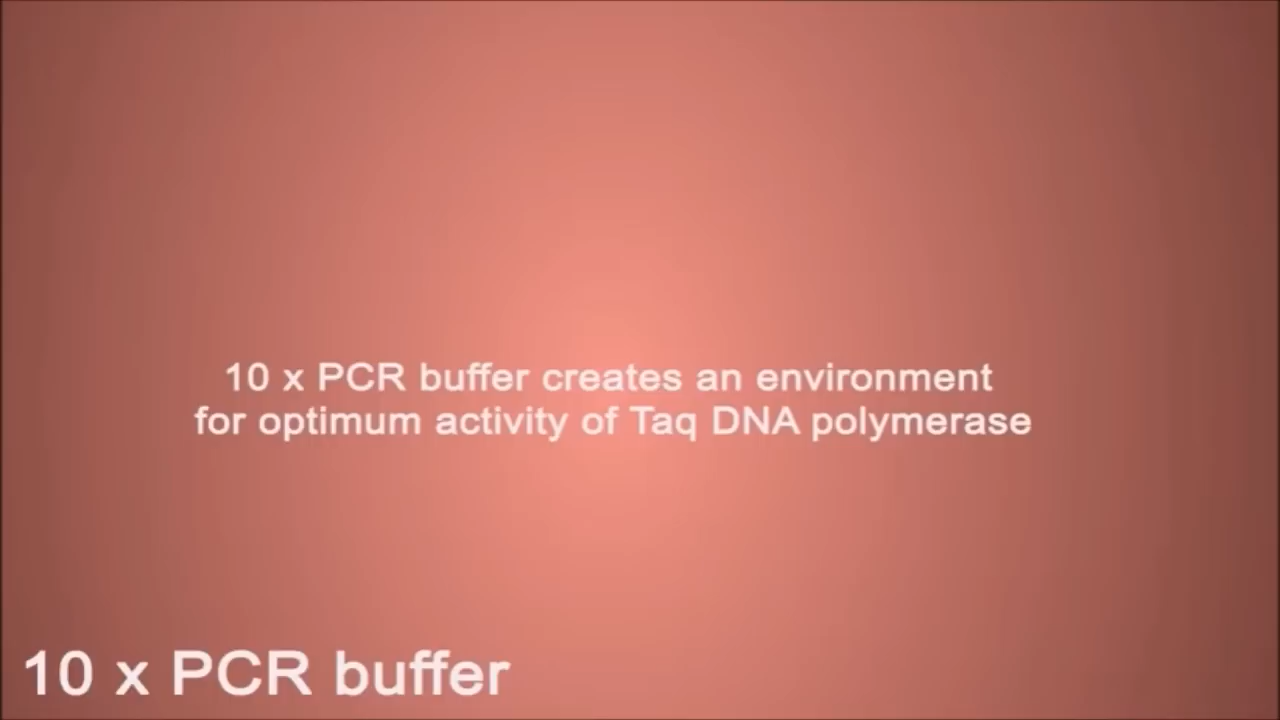 10 x PCR buffer creates an environment
for optimum activity of Taq DNA polymerase
10 x PCR buffer